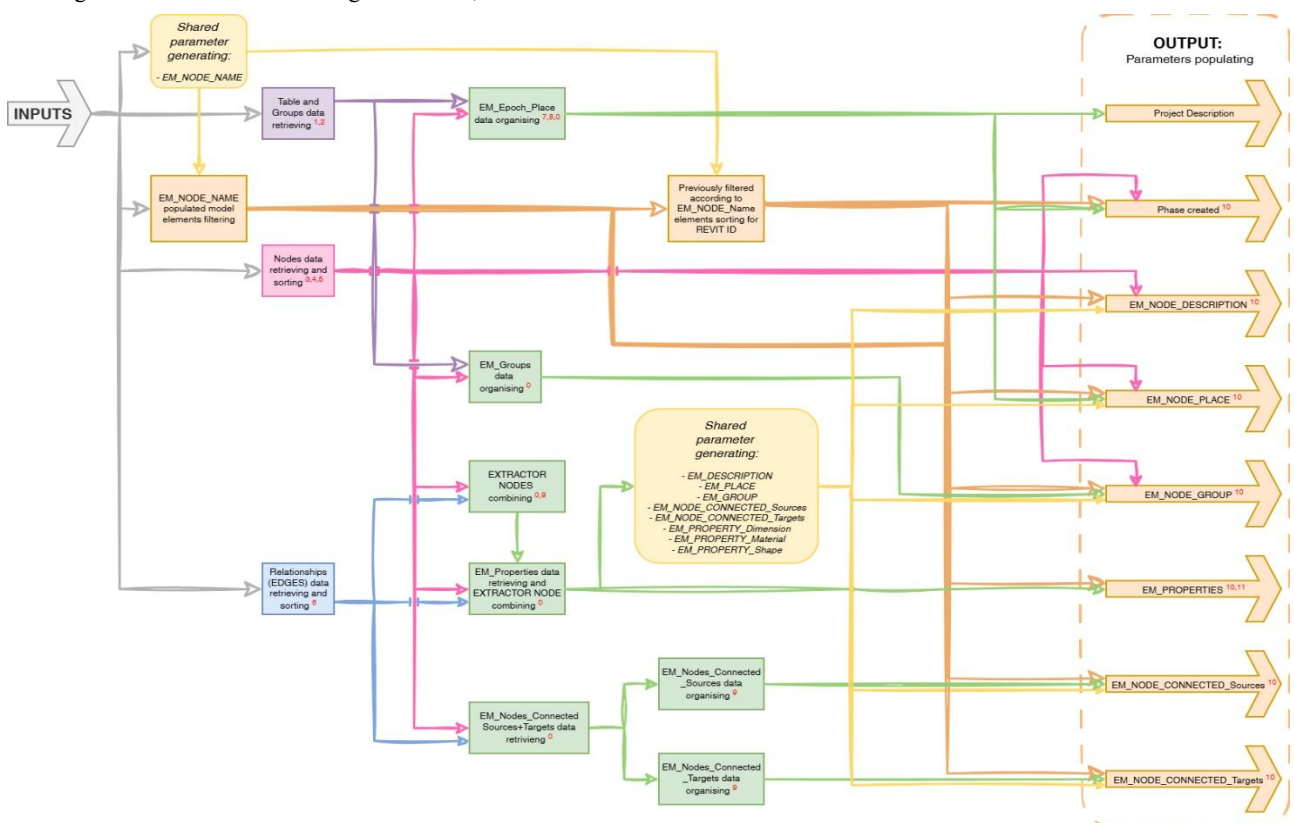 Shared
parameter
generating:
- EM_NODE_NAME
OUTPUT:
Parameters populating
INPUTS
Table and
Groups data
retrieving 1,2
EM_Epoch_Place
data organising 7,8,0
Project Description
EM_NODE_NAME
populated model
elements filtering
Previously filtered
according to
EM_NODE_Name
elements sorting for
REVIT ID
Phase created 10
Nodes data
retrieving and
sorting 3,4,5
EM_NODE_DESCRIPTION 10
EM_Groups
data
organising 0
EM_NODE_PLACE 10
Shared
parameter
generating:
- EM_DESCRIPTION
- EM_PLACE
- EM_GROUP
- EM_NODE_CONNECTED_Sources
- EM_NODE_CONNECTED_Targets
- EM_PROPERTY_Dimension
- EM_PROPERTY_Material
- EM_PROPERTY_Shape
EXTRACTOR
NODES
combining 0,9
EM_NODE_GROUP 10
Relationships
(EDGES) data
retrieving and
sorting 6
EM_Properties data
retrieving and
EXTRACTOR NODE
combining 0
EM_PROPERTIES 10,11
EM_Nodes_Connected
_Sources data
organising 9
EM_NODE_CONNECTED_Sources 10
EM_Nodes_Connected
Sources+Targets data
retrivieng 0
EM_Nodes_Connected
_Targets data
organising 9
EM_NODE_CONNECTED_Targets 10